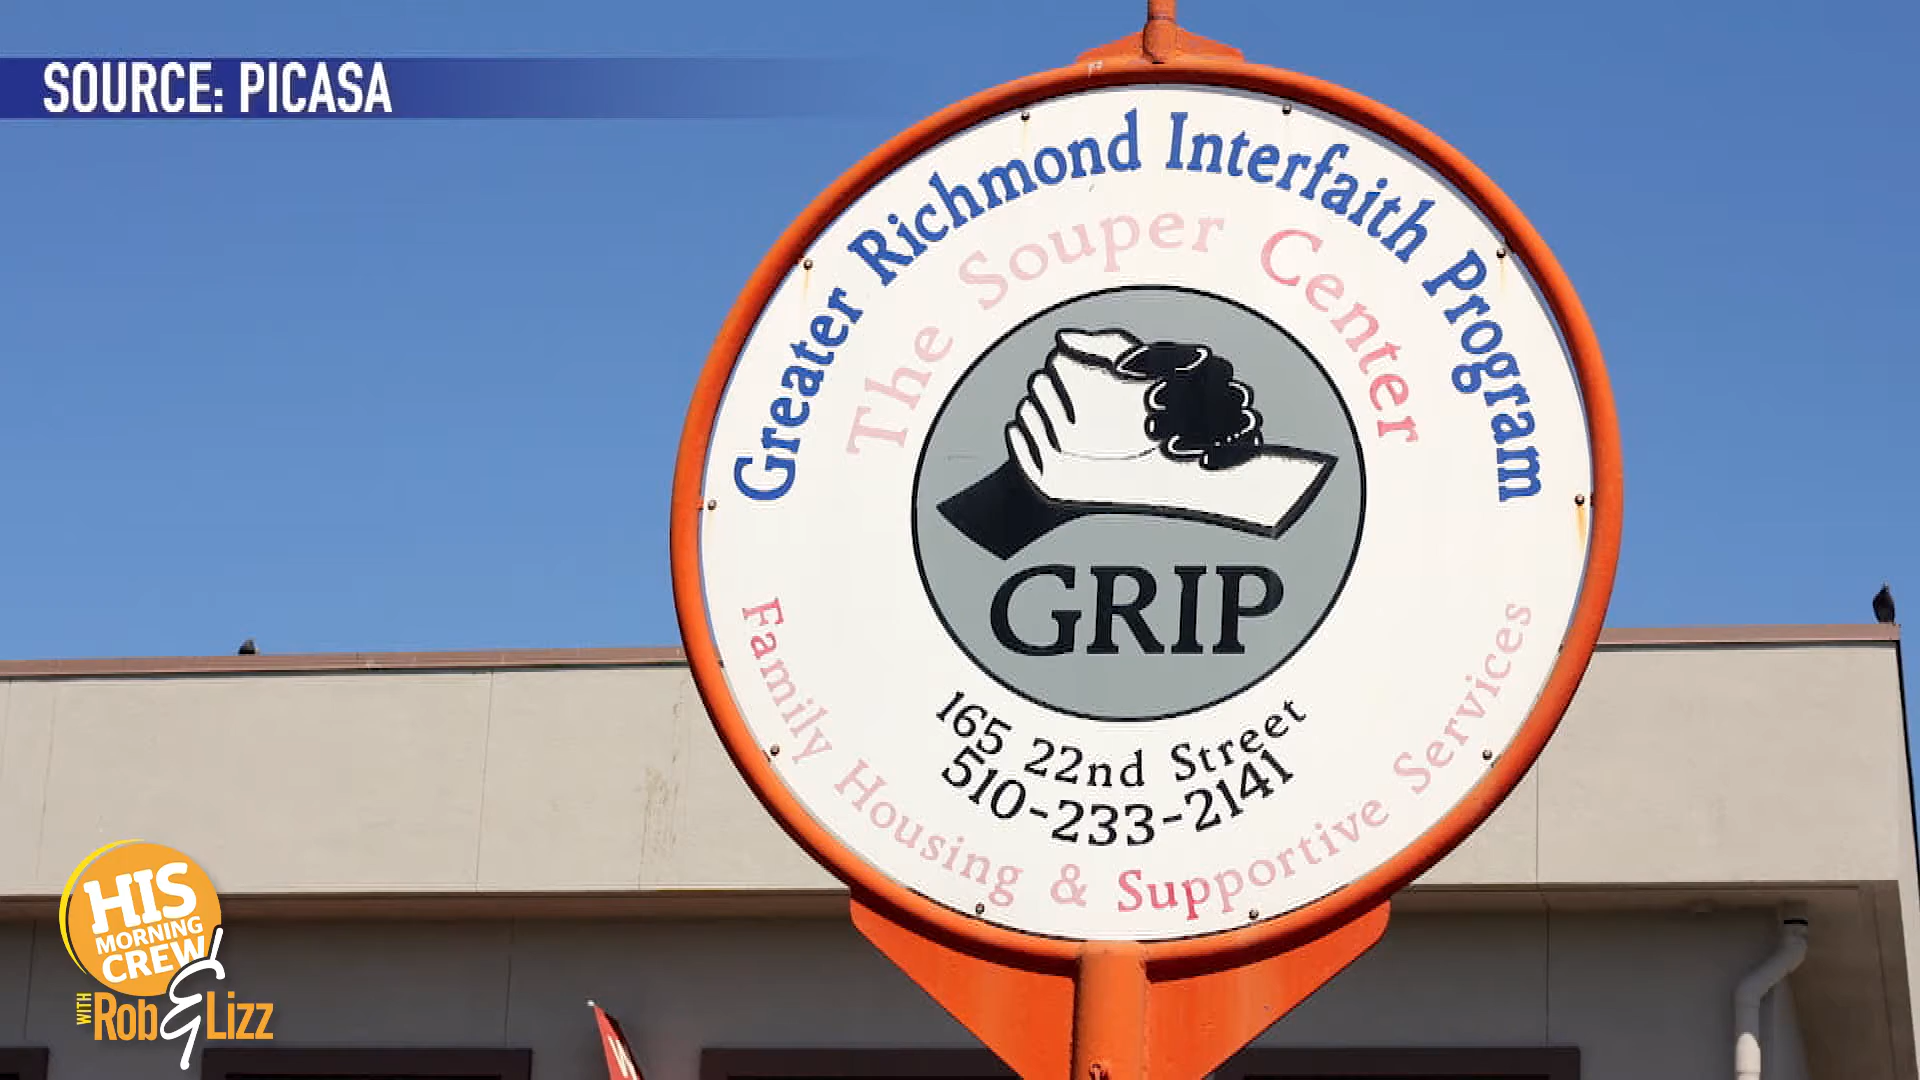 SOURCE: PICASA
Greater Richmond Interfaith Program
The Souper Center
GRIP
165 22nd Street
510-233-2141
Family Housing & Supportive Services
HIS
MORNING
CREW
WITH Rob & Lizz